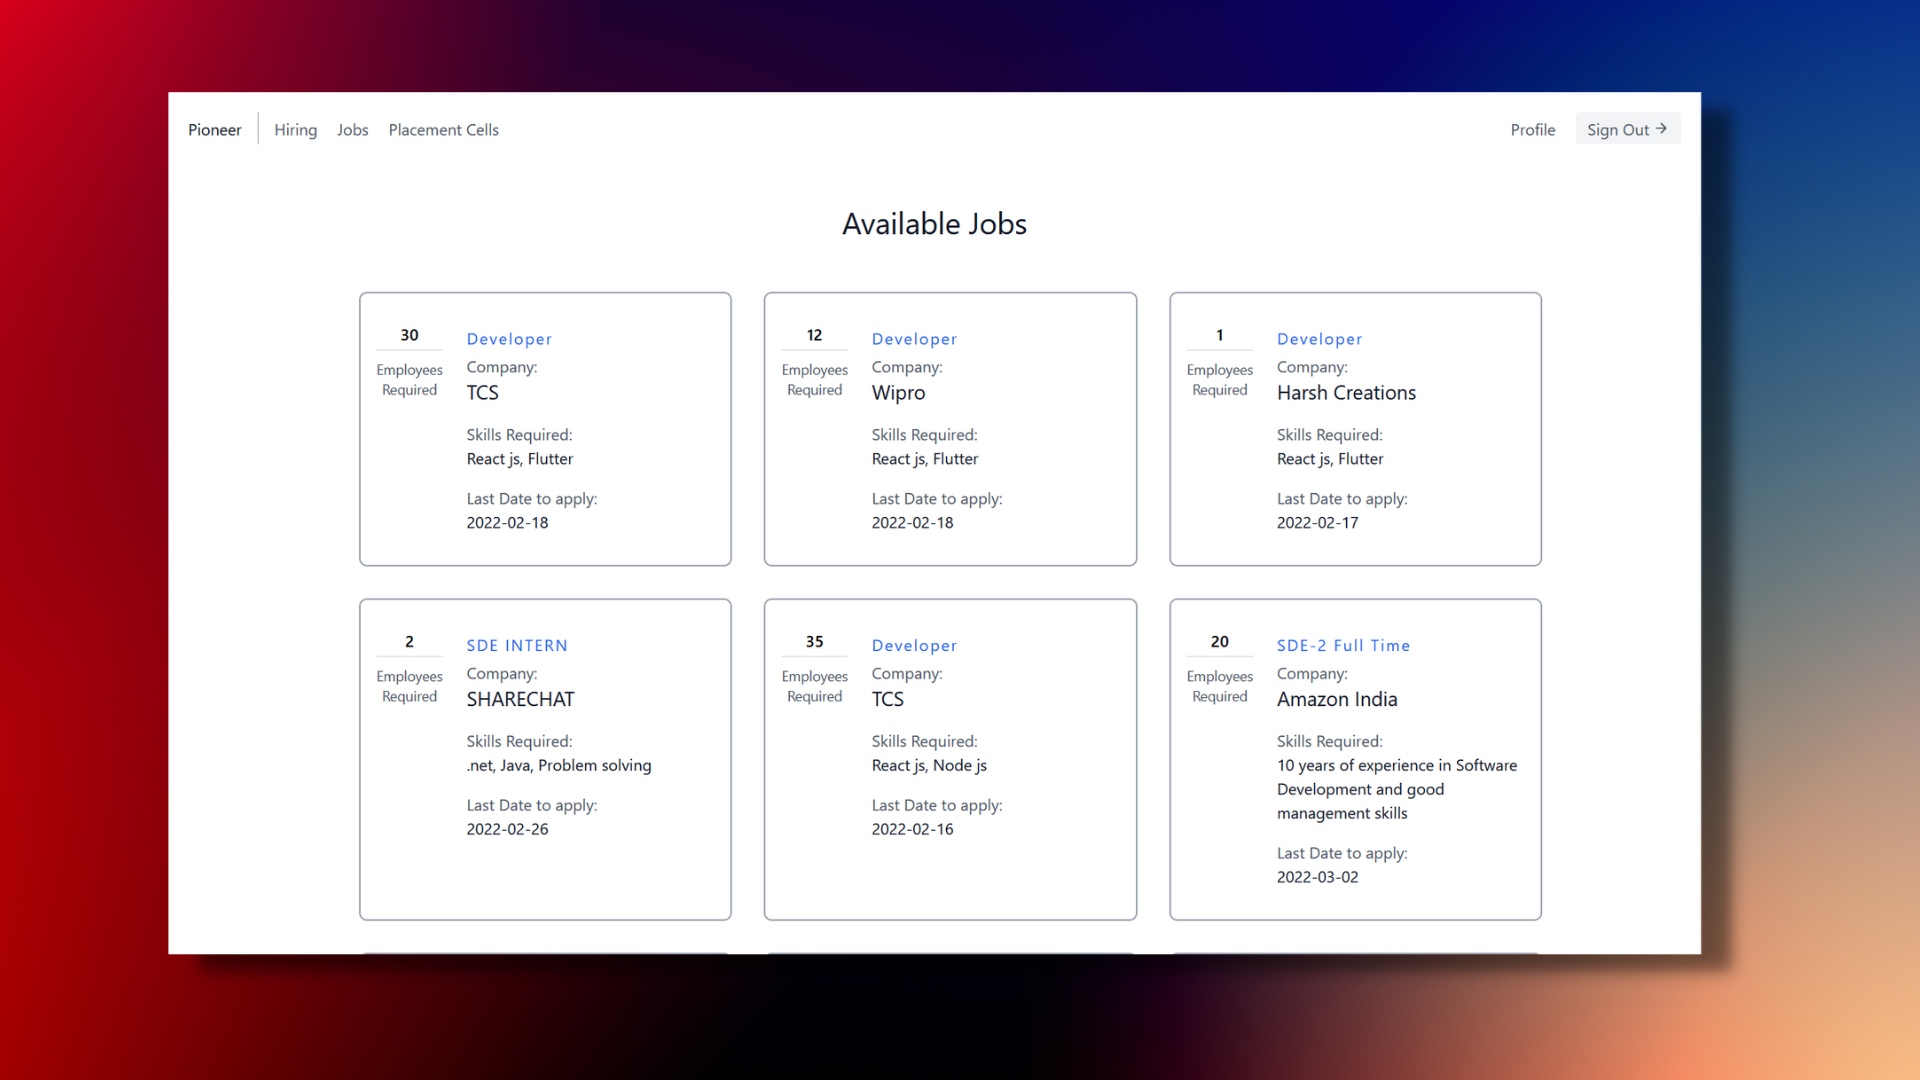 Pioneer Hiring Jobs Placement Cells Profile Sign Out →
Available Jobs
30
Employees
Required
Developer
Company:
TCS
Skills Required:
React js, Flutter
Last Date to apply:
2022-02-18
12
Employees
Required
Developer
Company:
Wipro
Skills Required:
React js, Flutter
Last Date to apply:
2022-02-18
1
Employees
Required
Developer
Company:
Harsh Creations
Skills Required:
React js, Flutter
Last Date to apply:
2022-02-17
2
Employees
Required
SDE INTERN
Company:
SHARECHAT
Skills Required:
.net, Java, Problem solving
Last Date to apply:
2022-02-26
35
Employees
Required
Developer
Company:
TCS
Skills Required:
React js, Node js
Last Date to apply:
2022-02-16
20
Employees
Required
SDE-2 Full Time
Company:
Amazon India
Skills Required:
10 years of experience in Software
Development and good
management skills
Last Date to apply:
2022-03-02